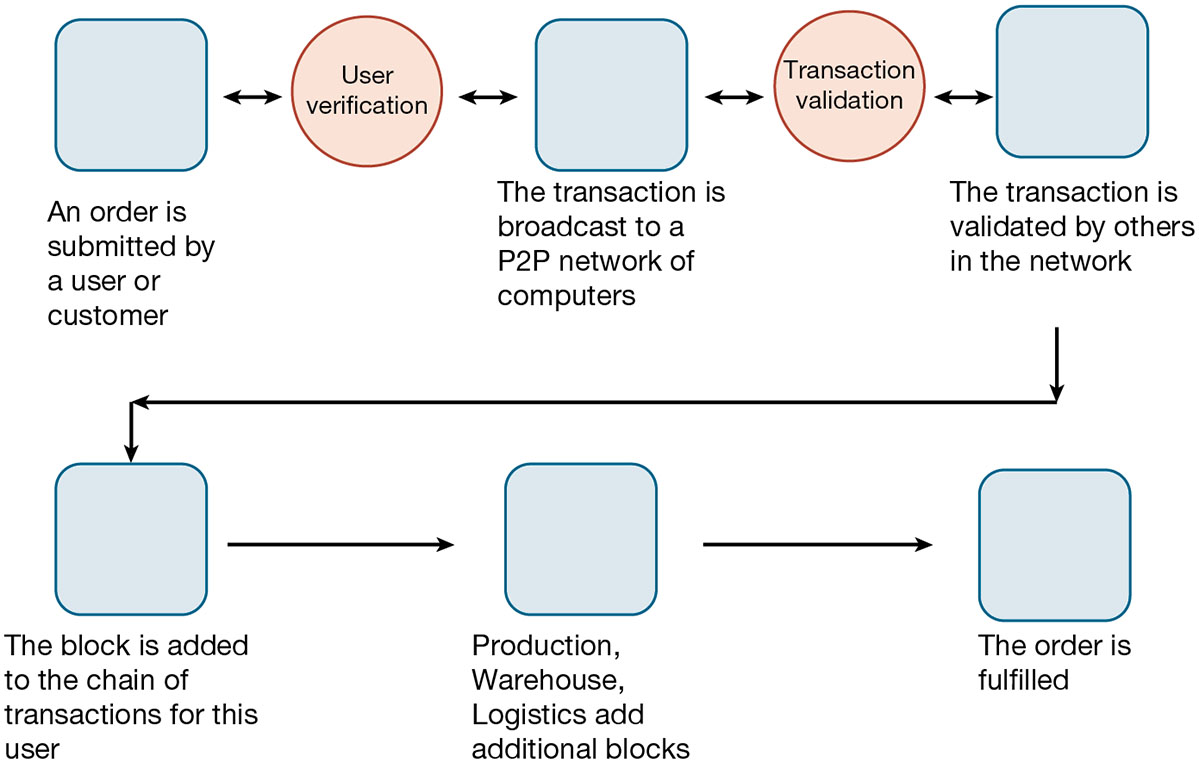 User
verification
Transaction
validation
An order is
submitted by
a user or
customer
The transaction is
broadcast to a
P2P network of
computers
The transaction is
validated by others
in the network
The block is added
to the chain of
transactions for this
user
Production,
Warehouse,
Logistics add
additional blocks
The order is
fulfilled